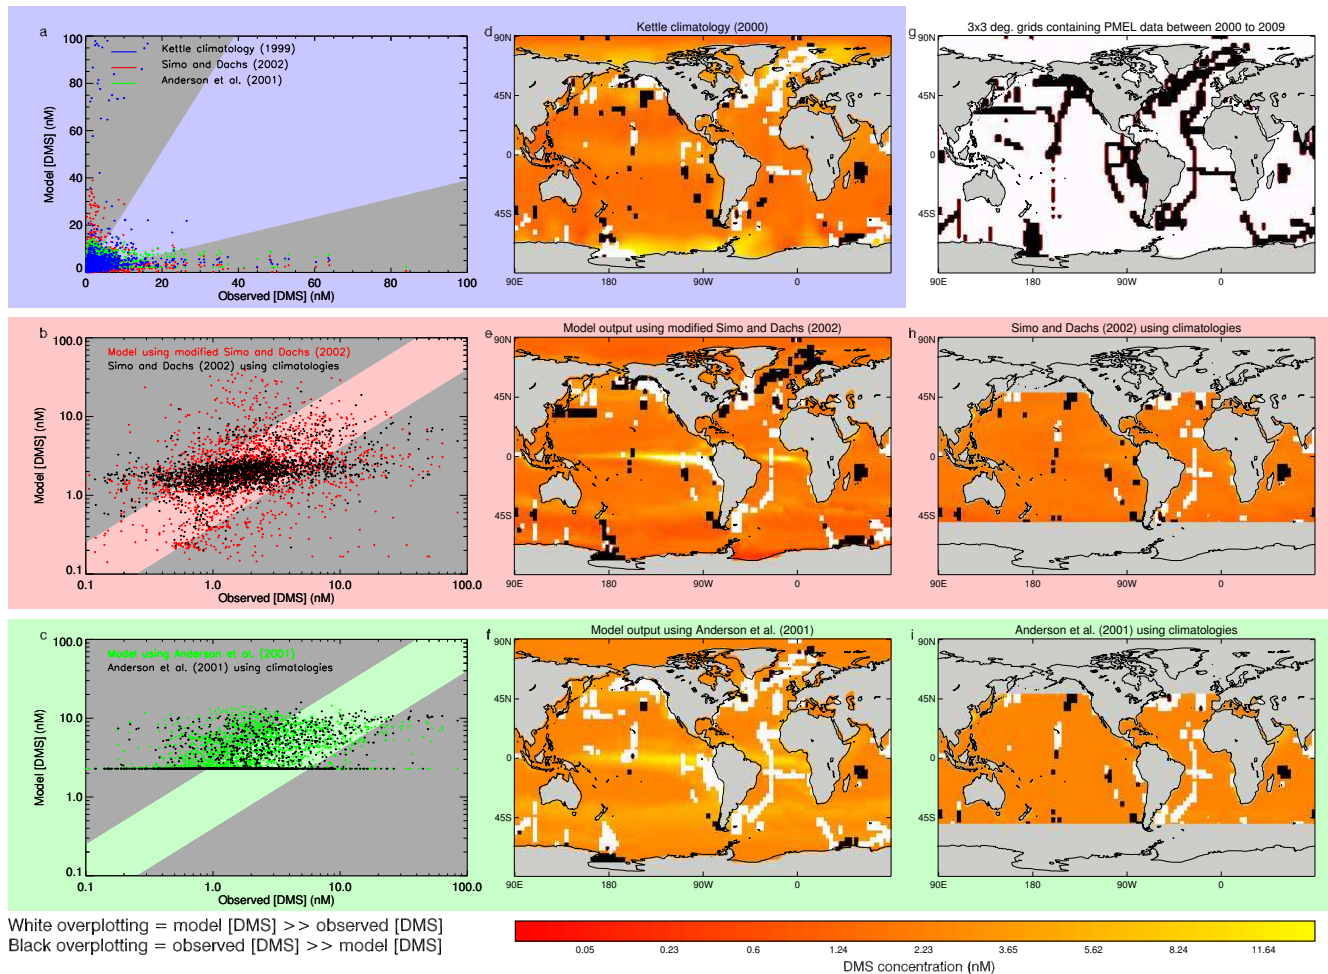 a
100
80
60
40
20
0
Model [DMS] (nM)
Kettle climatology (1999)
Simo and Dachs (2002)
Anderson et al. (2001)
0 20 40 60 80 100
Observed [DMS] (nM)
d
Kettle climatology (2000)
90N
45N
0
45S
90E 180 90W 0
g
3x3 deg. grids containing PMEL data between 2000 to 2009
90N
45N
0
45S
90E 180 90W 0
b
100.0
10.0
1.0
0.1
Model [DMS] (nM)
Model using modified Simo and Dachs (2002)
Simo and Dachs (2002) using climatologies
0.1 1.0 10.0 100.0
Observed [DMS] (nM)
e
Model output using modified Simo and Dachs (2002)
90N
45N
0
45S
90E 180 90W 0
h
Simo and Dachs (2002) using climatologies
90N
45N
0
45S
90E 180 90W 0
c
100.0
10.0
1.0
0.1
Model [DMS] (nM)
Model using Anderson et al. (2001)
Anderson et al. (2001) using climatologies
0.1 1.0 10.0 100.0
Observed [DMS] (nM)
f
Model output using Anderson et al. (2001)
90N
45N
0
45S
90E 180 90W 0
i
Anderson et al. (2001) using climatologies
90N
45N
0
45S
90E 180 90W 0
White overplotting = model [DMS] >> observed [DMS]
Black overplotting = observed [DMS] >> model [DMS]
0.05 0.23 0.6 1.24 2.23 3.65 5.62 8.24 11.64
DMS concentration (nM)